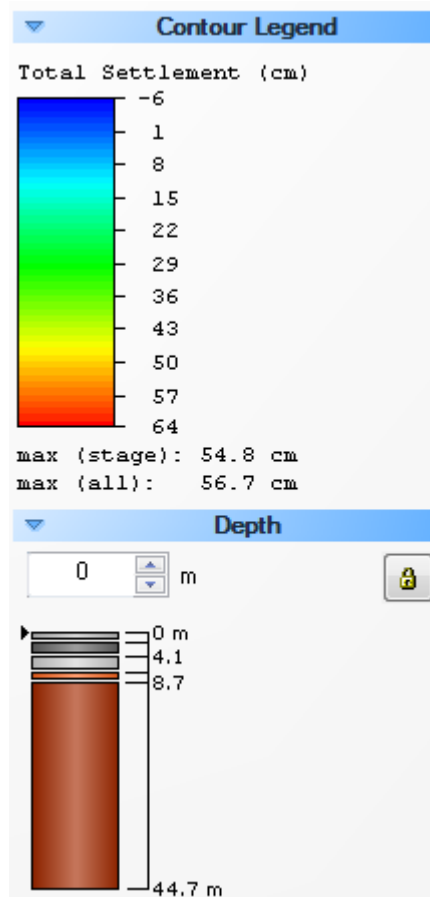 Contour Legend
Total Settlement (cm)
-6
1
8
15
22
29
36
43
50
57
64
max (stage): 54.8 cm
max (all): 56.7 cm
Depth
0 m
0 m
4.1
8.7
44.7 m